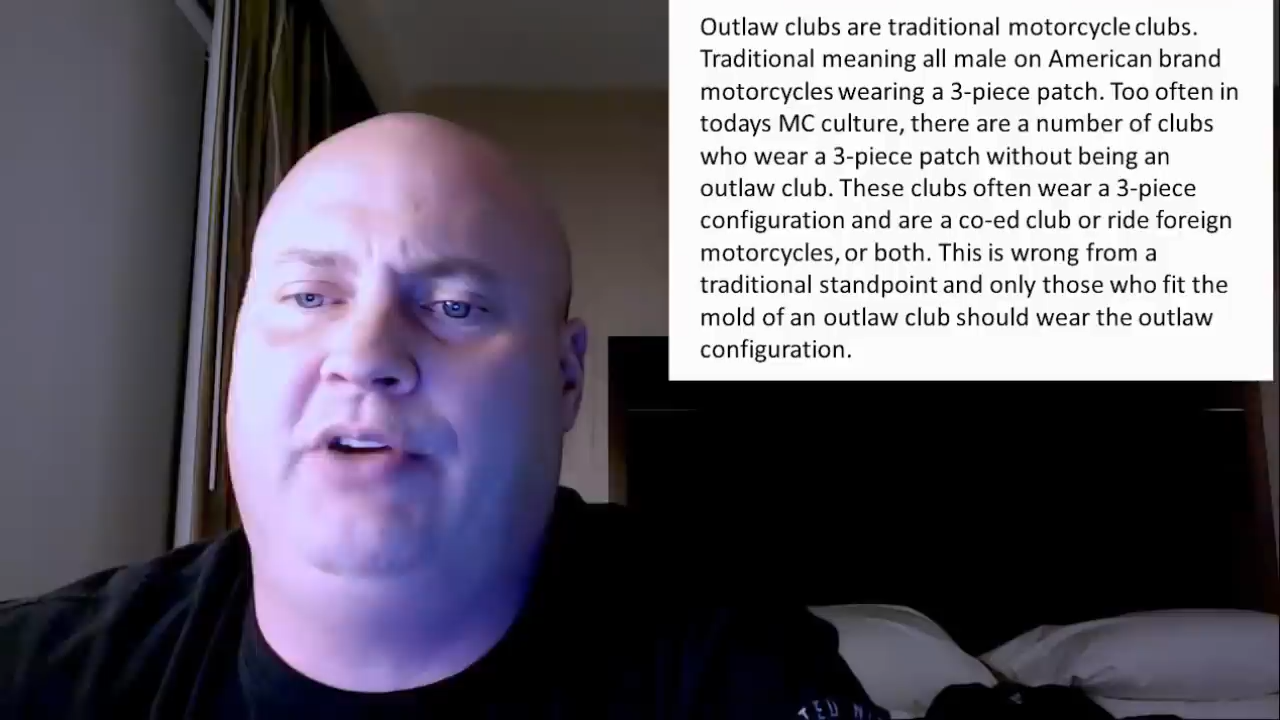 Outlaw clubs are traditional motorcycle clubs.
Traditional meaning all male on American brand
motorcycles wearing a 3-piece patch. Too often in
todays MC culture, there are a number of clubs
who wear a 3-piece patch without being an
outlaw club. These clubs often wear a 3-piece
configuration and are a co-ed club or ride foreign
motorcycles, or both. This is wrong from a
traditional standpoint and only those who fit the
mold of an outlaw club should wear the outlaw
configuration.